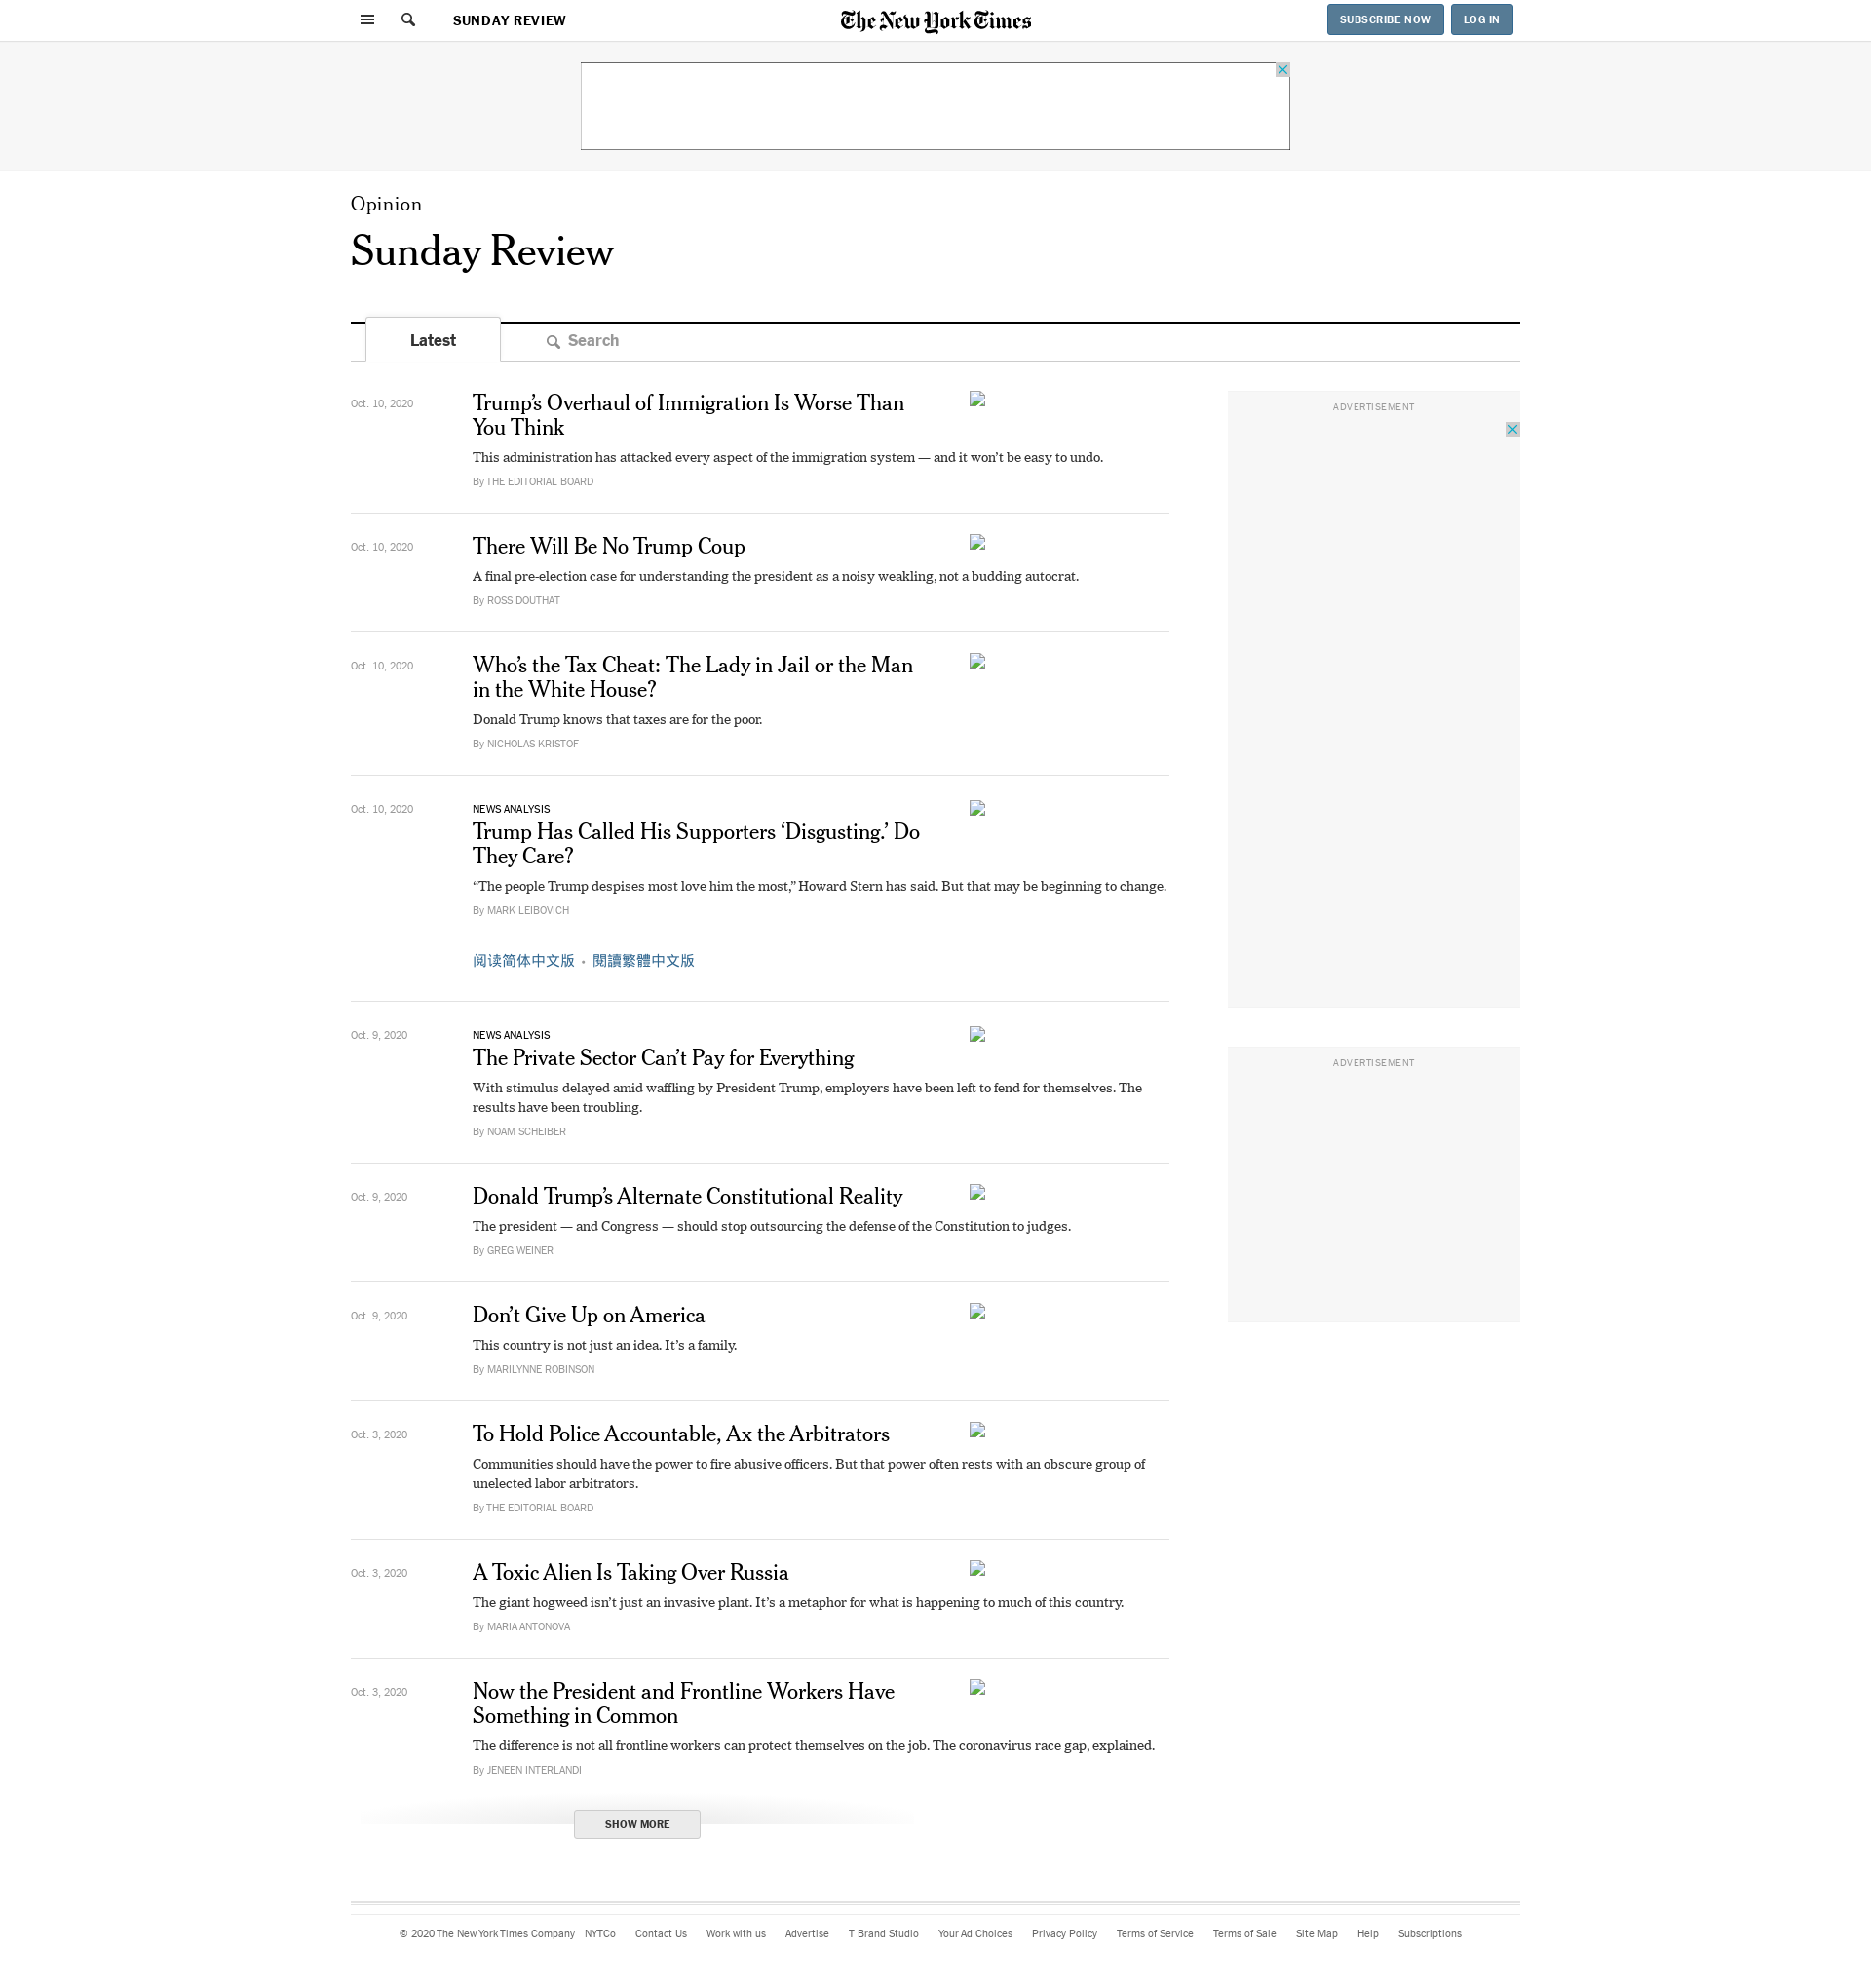 SUNDAY REVIEW
The New York Times
SUBSCRIBE NOW
LOG IN
Opinion
Sunday Review
Latest
Search
Oct. 10, 2020
Trump’s Overhaul of Immigration Is Worse Than
You Think
This administration has attacked every aspect of the immigration system — and it won’t be easy to undo.
By THE EDITORIAL BOARD
Oct. 10, 2020
There Will Be No Trump Coup
A final pre-election case for understanding the president as a noisy weakling, not a budding autocrat.
By ROSS DOUTHAT
Oct. 10, 2020
Who’s the Tax Cheat: The Lady in Jail or the Man
in the White House?
Donald Trump knows that taxes are for the poor.
By NICHOLAS KRISTOF
Oct. 10, 2020
NEWS ANALYSIS
Trump Has Called His Supporters ‘Disgusting.’ Do
They Care?
“The people Trump despises most love him the most,” Howard Stern has said. But that may be beginning to change.
By MARK LEIBOVICH
阅读简体中文版 • 閱讀繁體中文版
Oct. 9, 2020
NEWS ANALYSIS
The Private Sector Can’t Pay for Everything
With stimulus delayed amid waffling by President Trump, employers have been left to fend for themselves. The
results have been troubling.
By NOAM SCHEIBER
Oct. 9, 2020
Donald Trump’s Alternate Constitutional Reality
The president — and Congress — should stop outsourcing the defense of the Constitution to judges.
By GREG WEINER
Oct. 9, 2020
Don’t Give Up on America
This country is not just an idea. It’s a family.
By MARILYNNE ROBINSON
Oct. 3, 2020
To Hold Police Accountable, Ax the Arbitrators
Communities should have the power to fire abusive officers. But that power often rests with an obscure group of
unelected labor arbitrators.
By THE EDITORIAL BOARD
Oct. 3, 2020
A Toxic Alien Is Taking Over Russia
The giant hogweed isn’t just an invasive plant. It’s a metaphor for what is happening to much of this country.
By MARIA ANTONOVA
Oct. 3, 2020
Now the President and Frontline Workers Have
Something in Common
The difference is not all frontline workers can protect themselves on the job. The coronavirus race gap, explained.
By JENEEN INTERLANDI
SHOW MORE
ADVERTISEMENT
ADVERTISEMENT
© 2020 The New York Times Company NYTCo Contact Us Work with us Advertise T Brand Studio Your Ad Choices Privacy Policy Terms of Service Terms of Sale Site Map Help Subscriptions